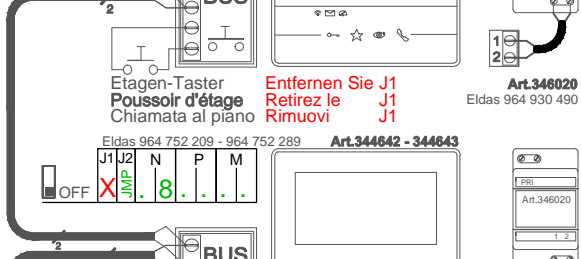 2
BUS
1
2
Etagen-Taster Entfernen Sie J1
Poussoir d'étage Retirez le J1
Chiamata al piano Rimuovi J1
Art.346020
Eldas 964 930 490
Eldas 964 752 209 - 964 752 289 Art.344642 - 344643
J1 J2 N P M
OFF X JMP . 8 . . . .
PRI
Art.346020
1 2
2
BUS